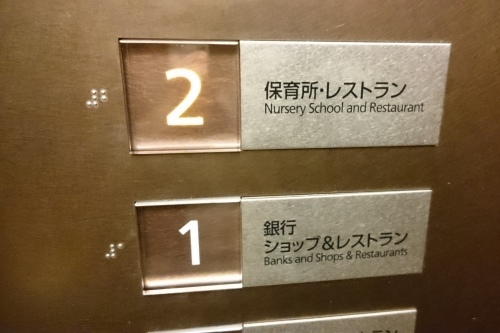 2
保育所・レストラン
Nursery School and Restaurant
1
銀行
ショップ&レストラン
Banks and Shops & Restaurants